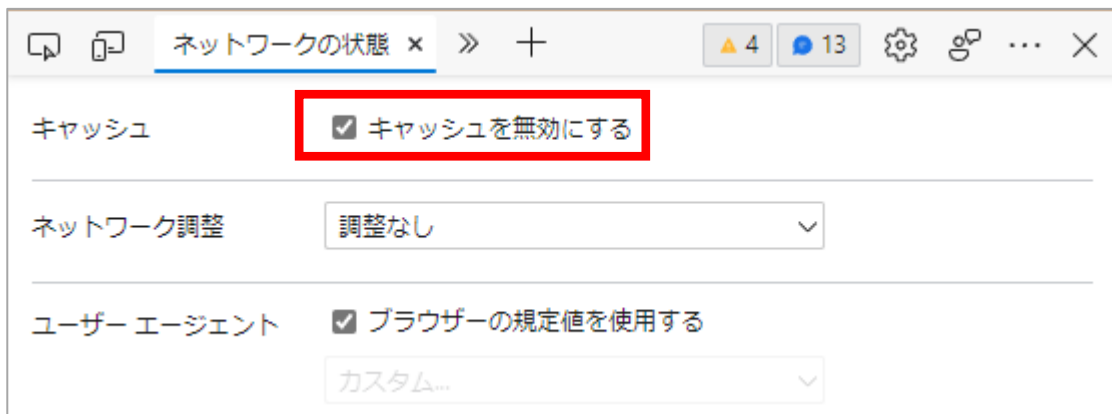 ネットワークの状態 × » + 4 13 ... ×
キャッシュ キャッシュを無効にする
ネットワーク調整 調整なし
ユーザー エージェント ブラウザーの規定値を使用する
カスタム...